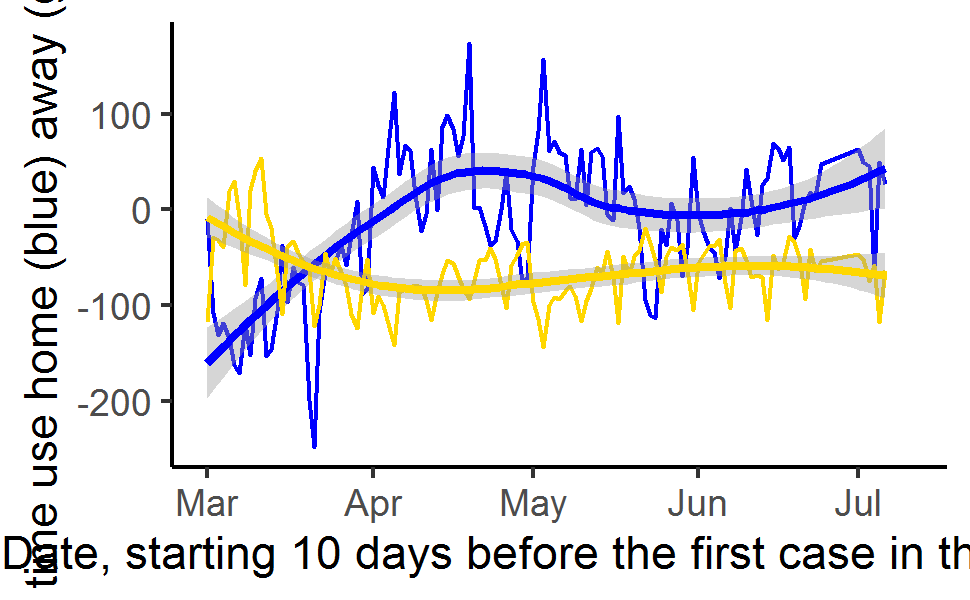 time use home (blue) away (
100
0
-100
-200
Mar Apr May Jun Jul
Date, starting 10 days before the first case in th